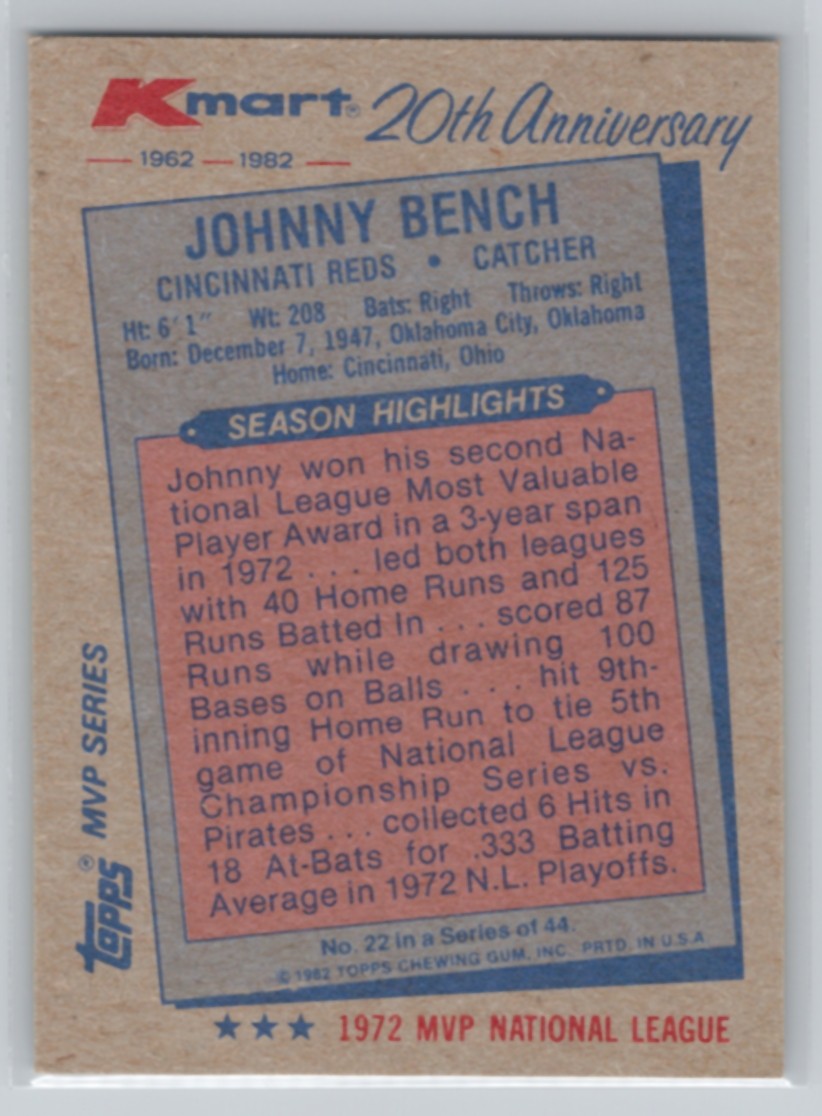 Kmart® 20th Anniversary
1962 — 1982
JOHNNY BENCH
CINCINNATI REDS • CATCHER
Ht: 6'1" Wt: 208 Bats: Right Throws: Right
Born: December 7, 1947, Oklahoma City, Oklahoma
Home: Cincinnati, Ohio
SEASON HIGHLIGHTS
Johnny won his second Na-
tional League Most Valuable
Player Award in a 3-year span
in 1972 . . . led both leagues
with 40 Home Runs and 125
Runs Batted In . . . scored 87
Runs while drawing 100
Bases on Balls . . . hit 9th-
inning Home Run to tie 5th
game of National League
Championship Series vs.
Pirates . . . collected 6 Hits in
18 At-Bats for .333 Batting
Average in 1972 N.L. Playoffs.
No. 22 in a Series of 44.
© 1982 TOPPS CHEWING GUM, INC. PRTD. IN U.S.A
topps® MVP SERIES
★★★ 1972 MVP NATIONAL LEAGUE